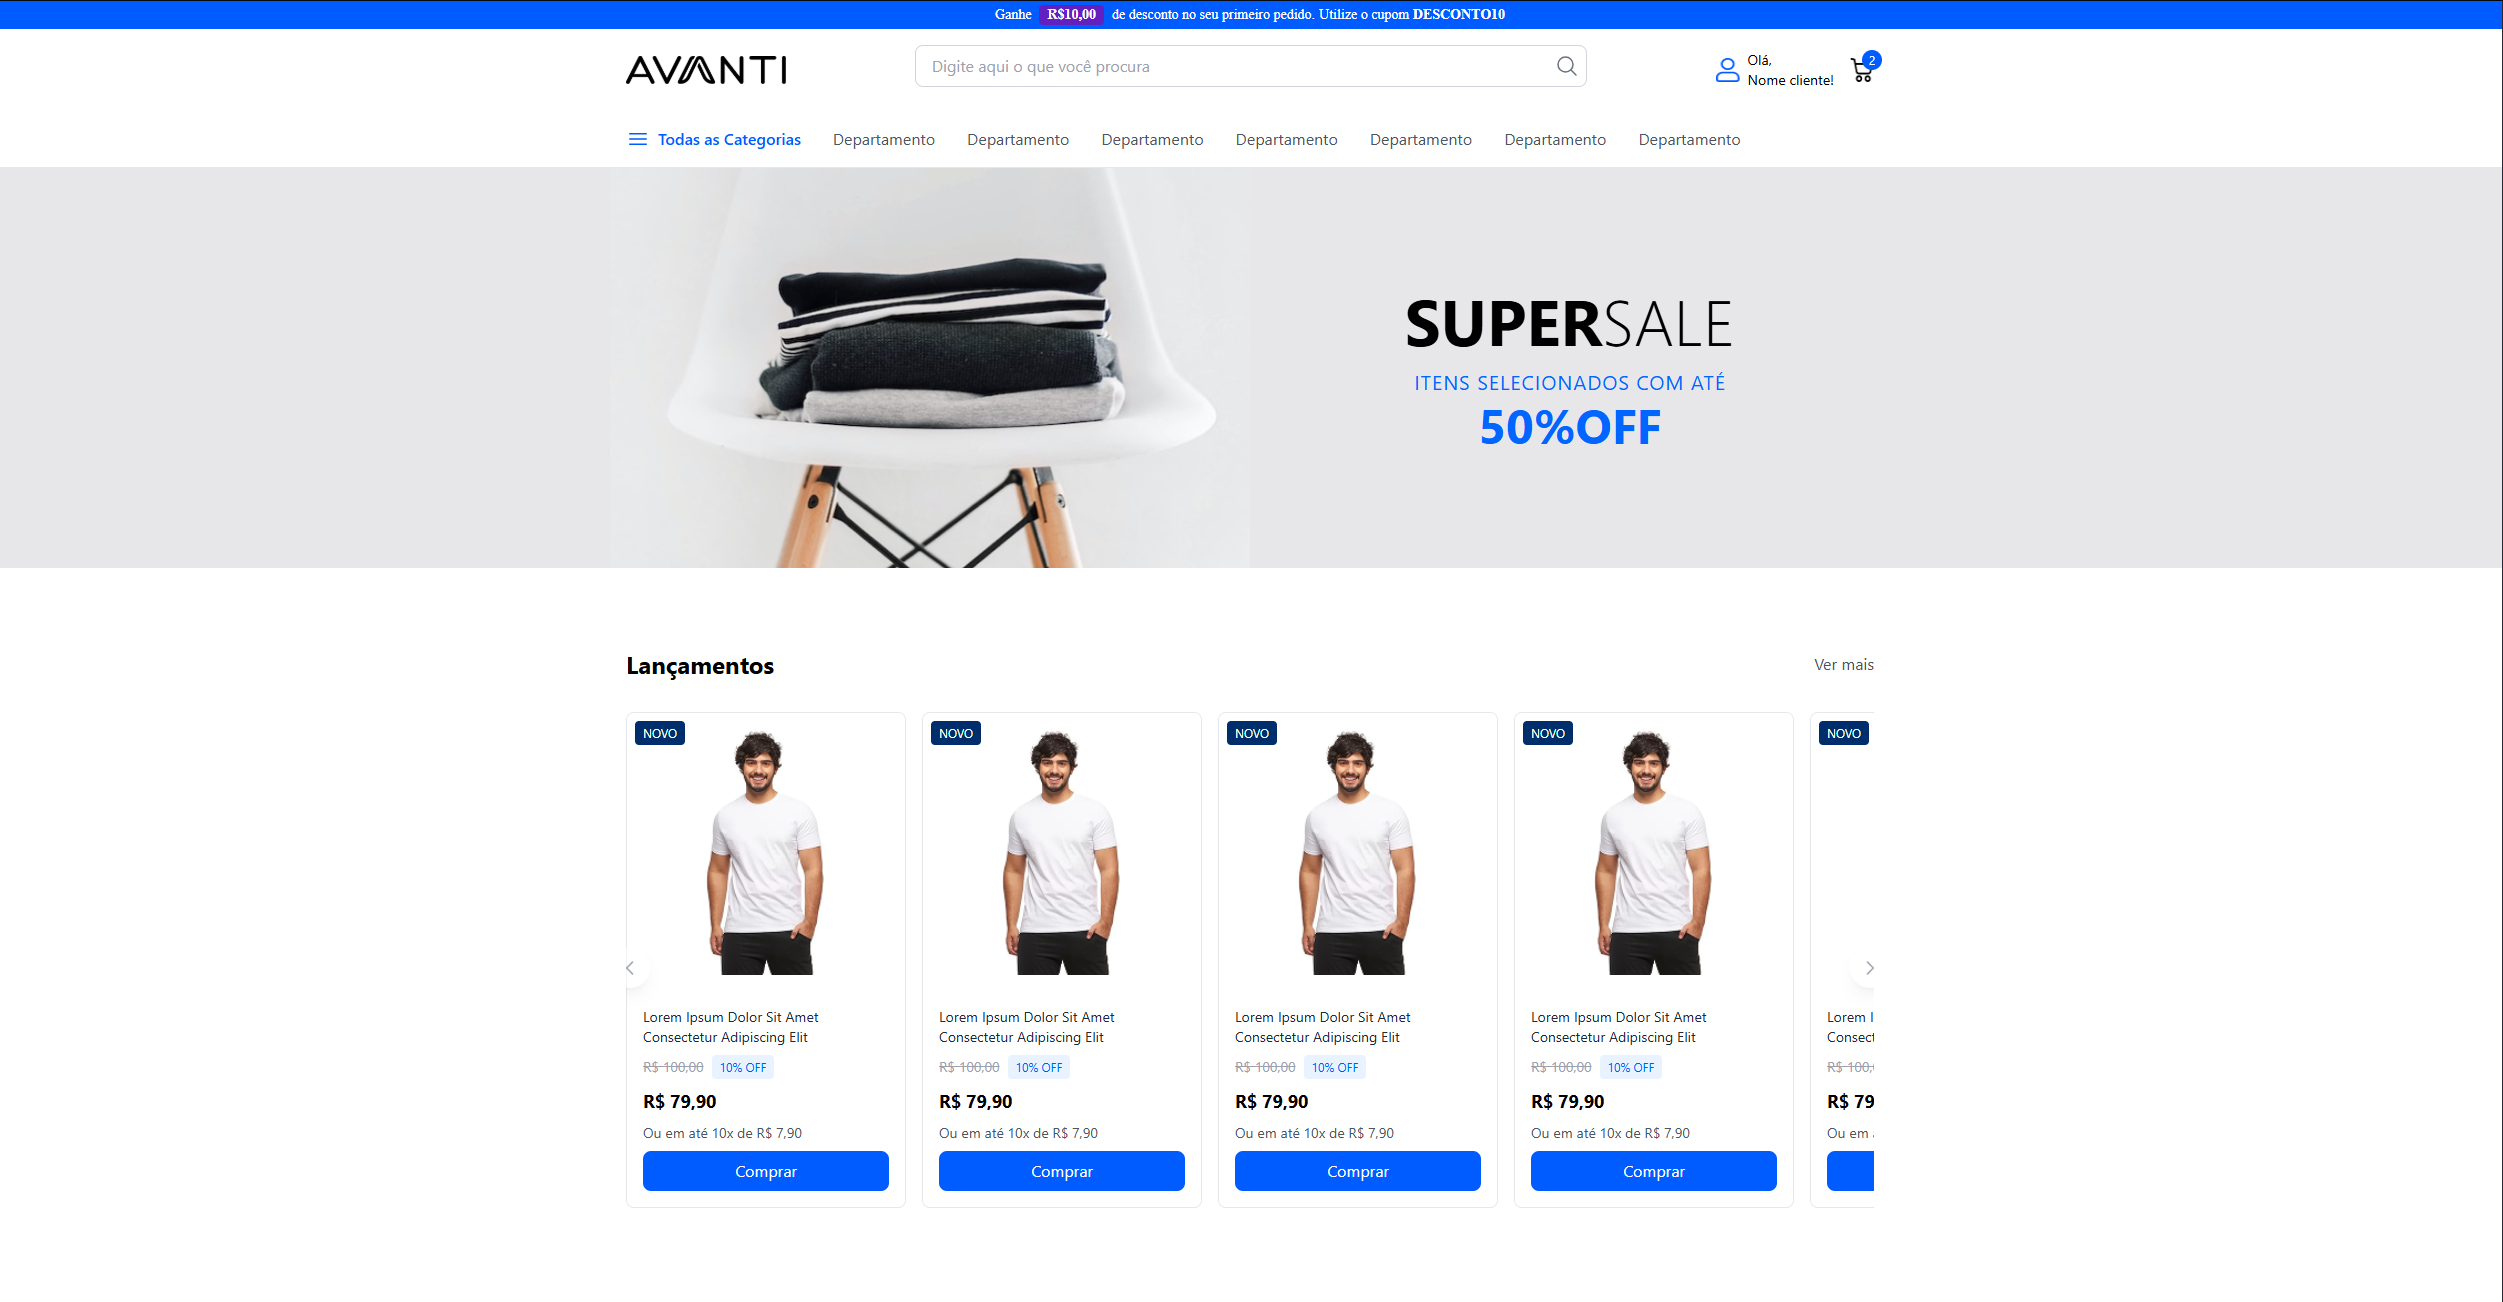 Ganhe R$10,00 de desconto no seu primeiro pedido. Utilize o cupom DESCONTO10
AVANTI
Digite aqui o que você procura
Olá,
Nome cliente!
2
Todas as Categorias Departamento Departamento Departamento Departamento Departamento Departamento Departamento
SUPERSALE
ITENS SELECIONADOS COM ATÉ
50%OFF
Lançamentos
Ver mais
NOVO NOVO NOVO NOVO NOVO
Lorem Ipsum Dolor Sit Amet
Consectetur Adipiscing Elit
R$ 100,00 10% OFF
R$ 79,90
Ou em até 10x de R$ 7,90
Comprar
Lorem Ipsum Dolor Sit Amet
Consectetur Adipiscing Elit
R$ 100,00 10% OFF
R$ 79,90
Ou em até 10x de R$ 7,90
Comprar
Lorem Ipsum Dolor Sit Amet
Consectetur Adipiscing Elit
R$ 100,00 10% OFF
R$ 79,90
Ou em até 10x de R$ 7,90
Comprar
Lorem Ipsum Dolor Sit Amet
Consectetur Adipiscing Elit
R$ 100,00 10% OFF
R$ 79,90
Ou em até 10x de R$ 7,90
Comprar
Lorem
R$ 100,
R$ 79
Ou em